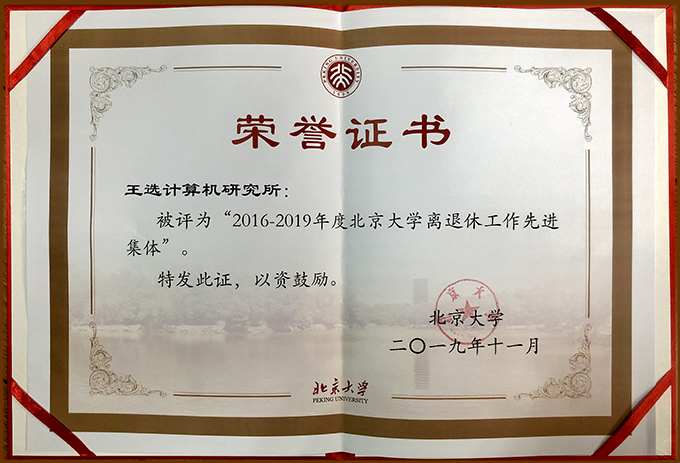 PEKING UNIVERSITY
1898
荣誉证书
王选计算机研究所：
被评为“2016-2019年度北京大学离退休工作先进
集体”。
特发此证，以资鼓励。
北京大学
二〇一九年十一月
北京大学
PEKING UNIVERSITY